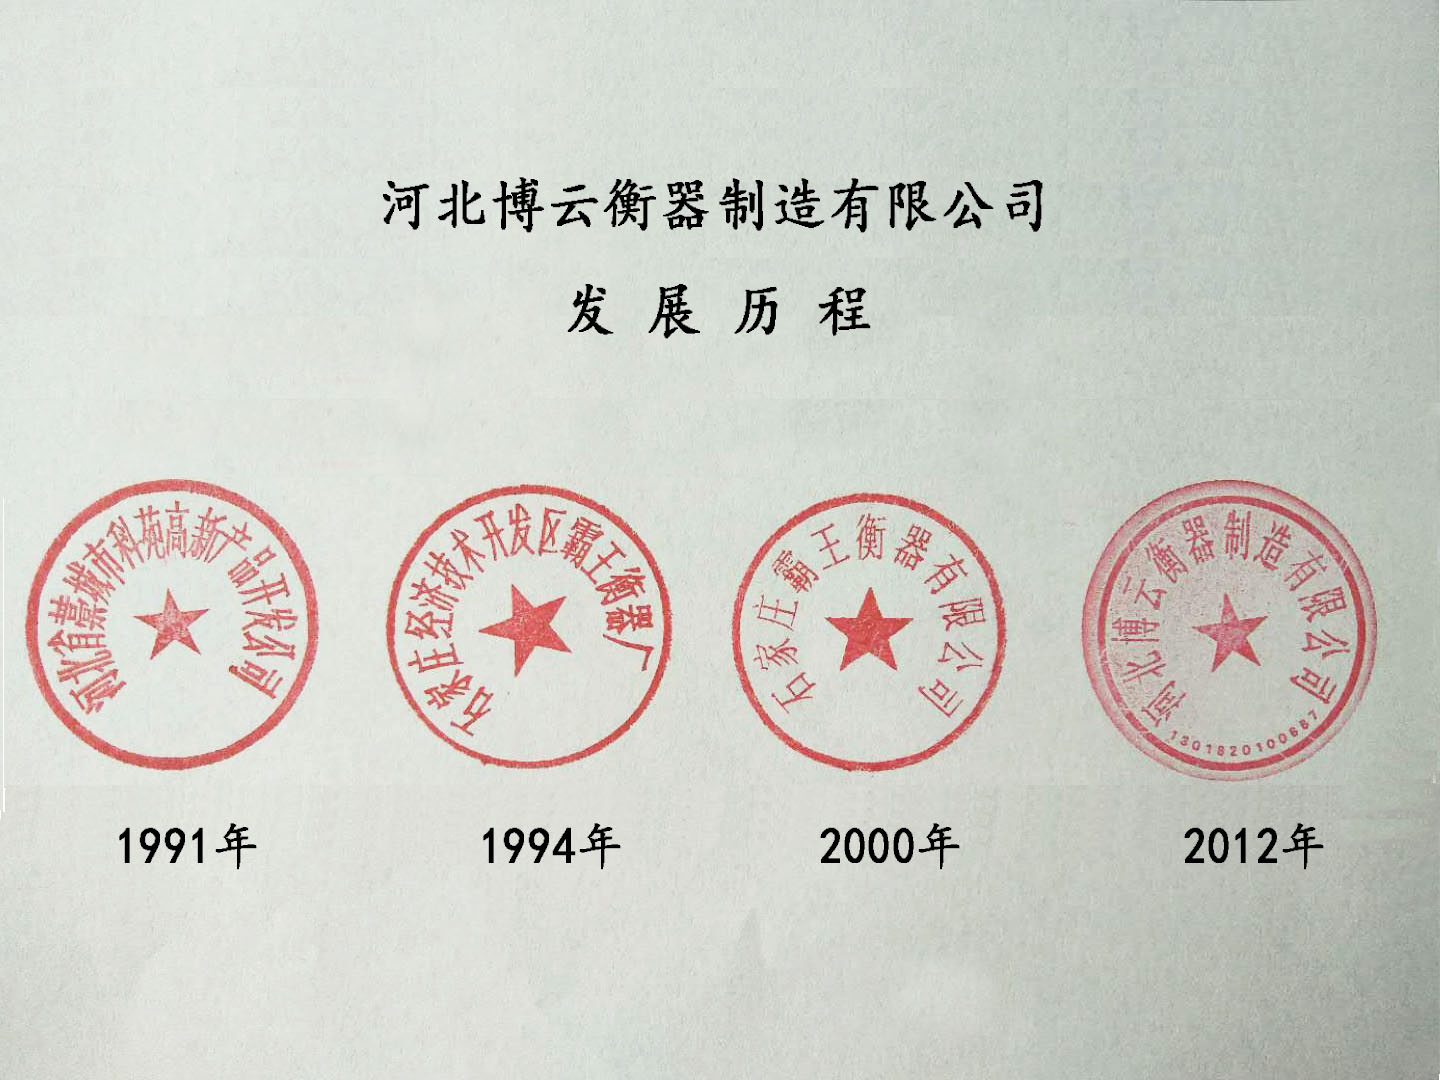 河北博云衡器制造有限公司
发展历程
河北省藁城市科苑高新产品开发公司
石家庄经济技术开发区霸王衡器厂
石家庄霸王衡器有限公司
河北博云衡器制造有限公司
1301820100687
1991年
1994年
2000年
2012年